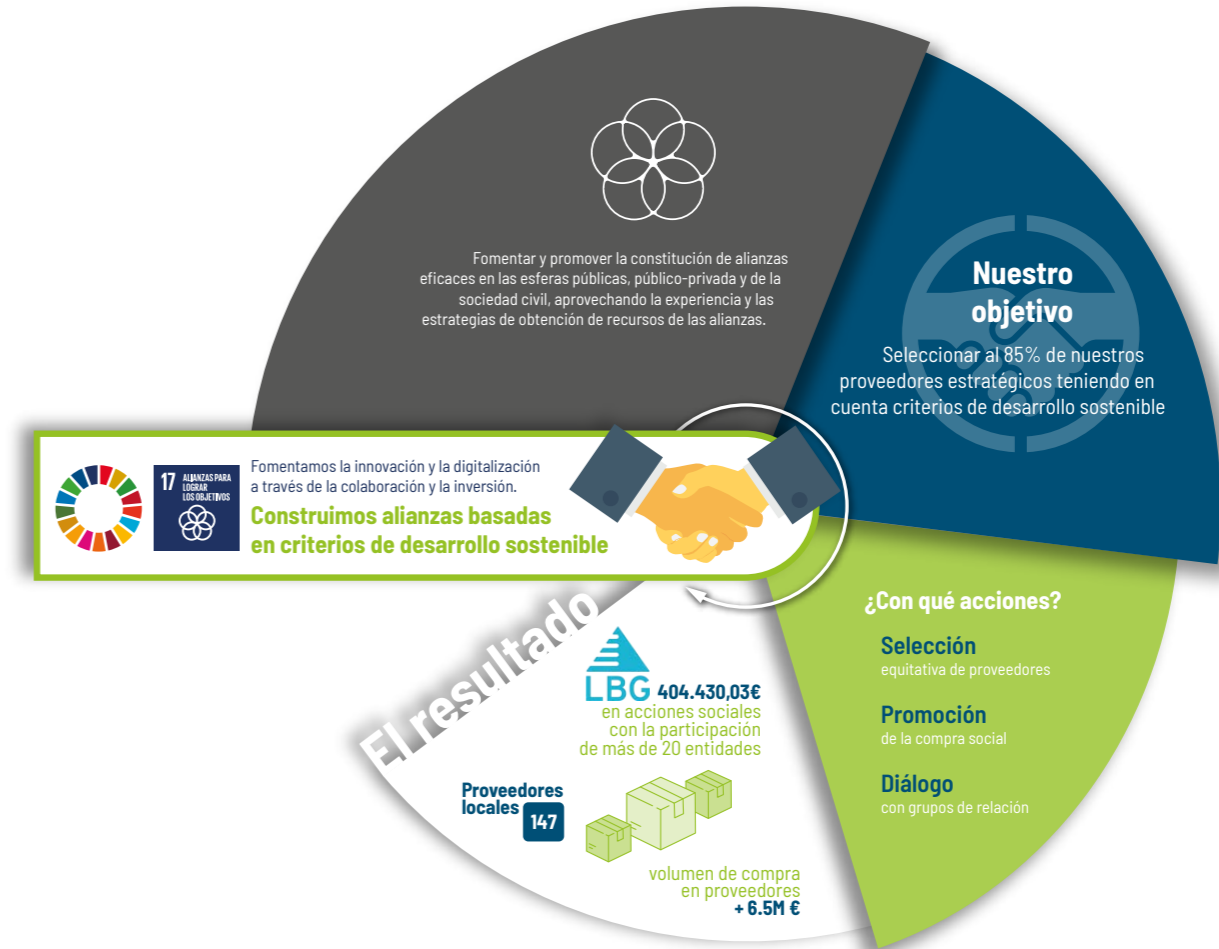 Fomentar y promover la constitución de alianzas
eficaces en las esferas públicas, público-privada y de la
sociedad civil, aprovechando la experiencia y las
estrategias de obtención de recursos de las alianzas.
Nuestro
objetivo
Seleccionar al 85% de nuestros
proveedores estratégicos teniendo en
cuenta criterios de desarrollo sostenible
17 ALIANZAS PARA
LOGRAR
LOS OBJETIVOS
Fomentamos la innovación y la digitalización
a través de la colaboración y la inversión.
Construimos alianzas basadas
en criterios de desarrollo sostenible
¿Con qué acciones?
Selección
equitativa de proveedores
Promoción
de la compra social
Diálogo
con grupos de relación
El resultado
LBG 404.430,03€
en acciones sociales
con la participación
de más de 20 entidades
Proveedores
locales 147
volumen de compra
en proveedores
+ 6.5M €